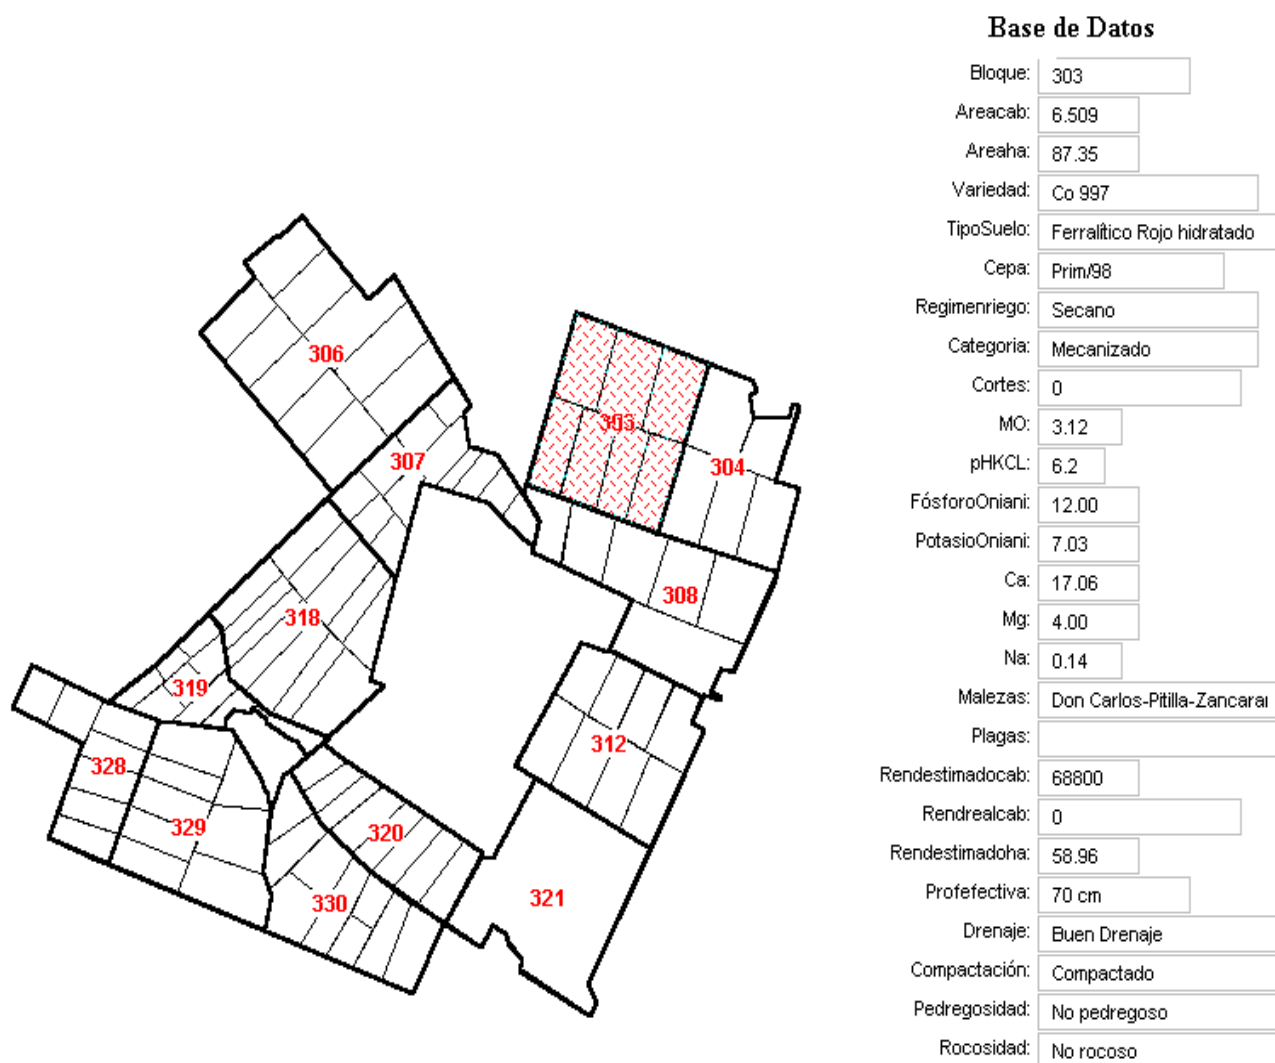 Base de Datos
Bloque: 303
Areacab: 6.509
Areaha: 87.35
Variedad: Co 997
TipoSuelo: Ferralítico Rojo hidratado
Cepa: Prim/98
Regimenriego: Secano
Categoria: Mecanizado
Cortes: 0
MO: 3.12
pHKCL: 6.2
FósforoOniani: 12.00
PotasioOniani: 7.03
Ca: 17.06
Mg: 4.00
Na: 0.14
Malezas: Don Carlos-Pitilla-Zancarar
Plagas:
Rendestimadocab: 68800
Rendrealcab: 0
Rendestimadoha: 58.96
Profefectiva: 70 cm
Drenaje: Buen Drenaje
Compactación: Compactado
Pedregosidad: No pedregoso
Rocosidad: No rocoso
306
303
307
304
308
318
319
312
328
329
320
330
321